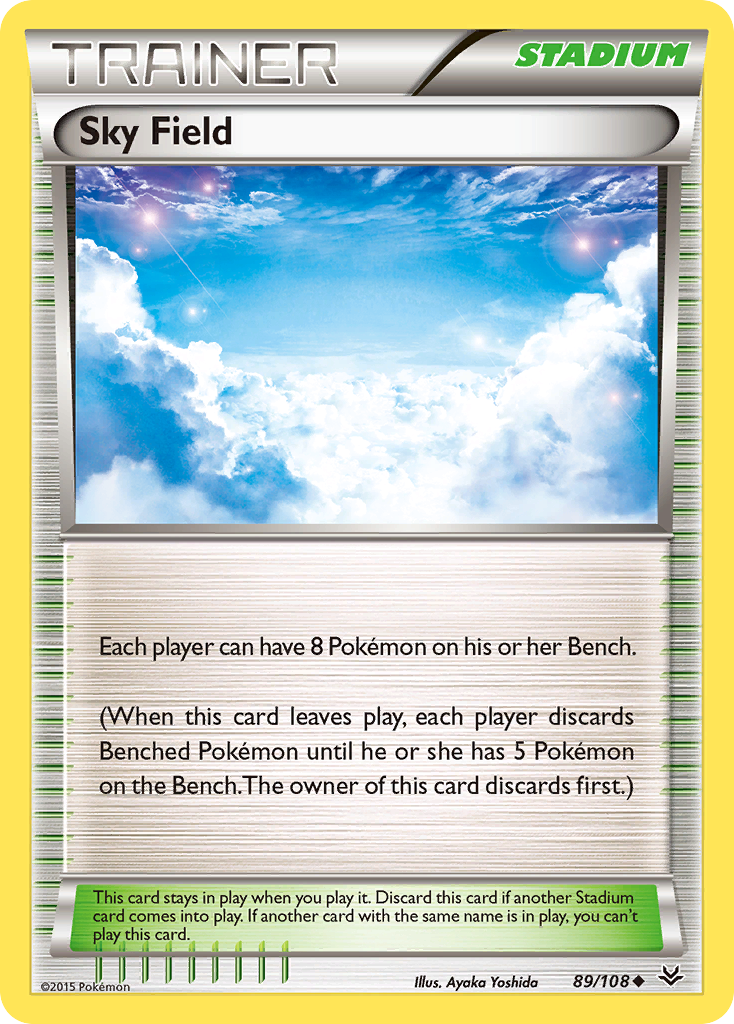 TRAINER
STADIUM
Sky Field
Each player can have 8 Pokémon on his or her Bench.
(When this card leaves play, each player discards
Benched Pokémon until he or she has 5 Pokémon
on the Bench.The owner of this card discards first.)
This card stays in play when you play it. Discard this card if another Stadium
card comes into play. If another card with the same name is in play, you can't
play this card.
©2015 Pokémon
Illus. Ayaka Yoshida
89/108